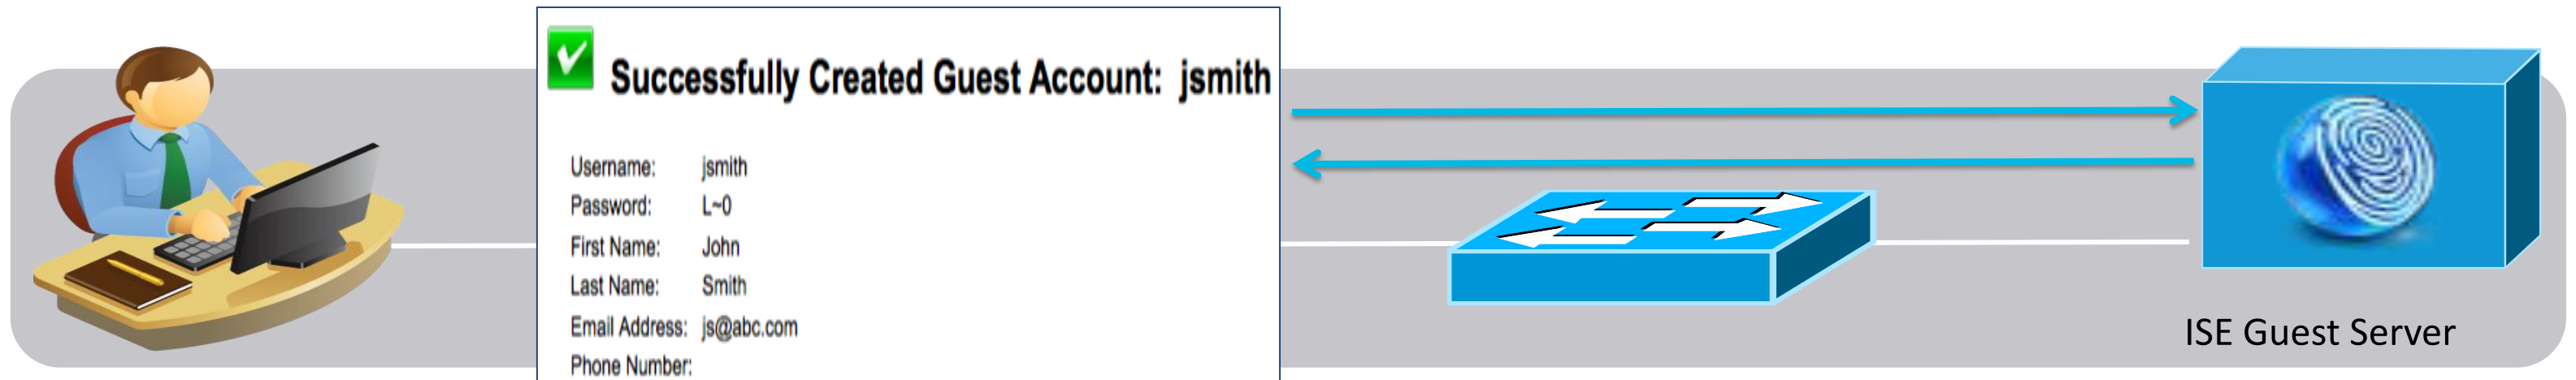 Successfully Created Guest Account: jsmith
Username: jsmith
Password: L~0
First Name: John
Last Name: Smith
Email Address: js@abc.com
Phone Number:
ISE Guest Server